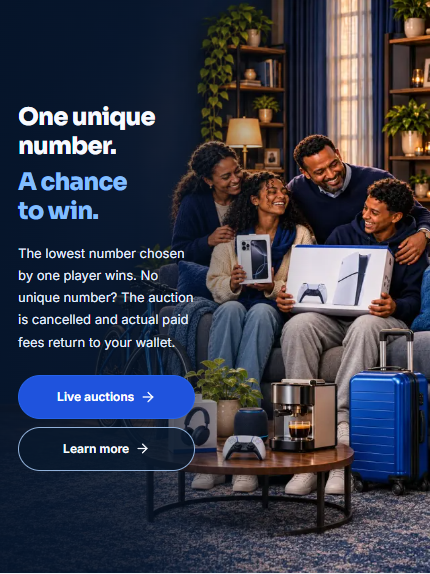 One unique
number.
A chance
to win.
The lowest number chosen
by one player wins. No
unique number? The auction
is cancelled and actual paid
fees return to your wallet.
Live auctions →
Learn more →